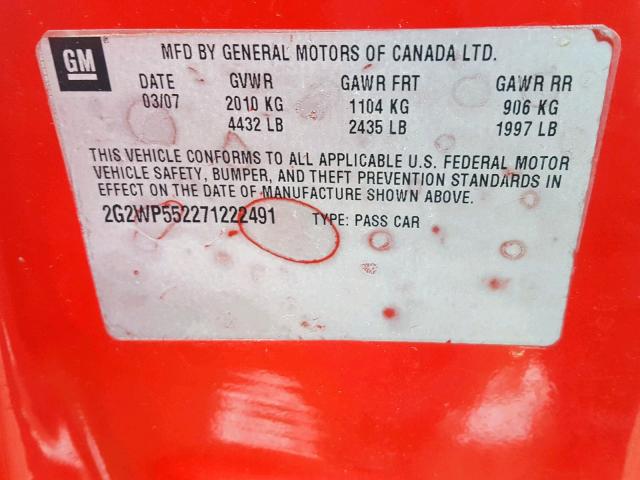 GM
MFD BY GENERAL MOTORS OF CANADA LTD.
DATE GVWR GAWR FRT GAWR RR
03/07 2010 KG 1104 KG 906 KG
4432 LB 2435 LB 1997 LB
THIS VEHICLE CONFORMS TO ALL APPLICABLE U.S. FEDERAL MOTOR
VEHICLE SAFETY, BUMPER, AND THEFT PREVENTION STANDARDS IN
EFFECT ON THE DATE OF MANUFACTURE SHOWN ABOVE.
2G2WP552271222491 TYPE: PASS CAR